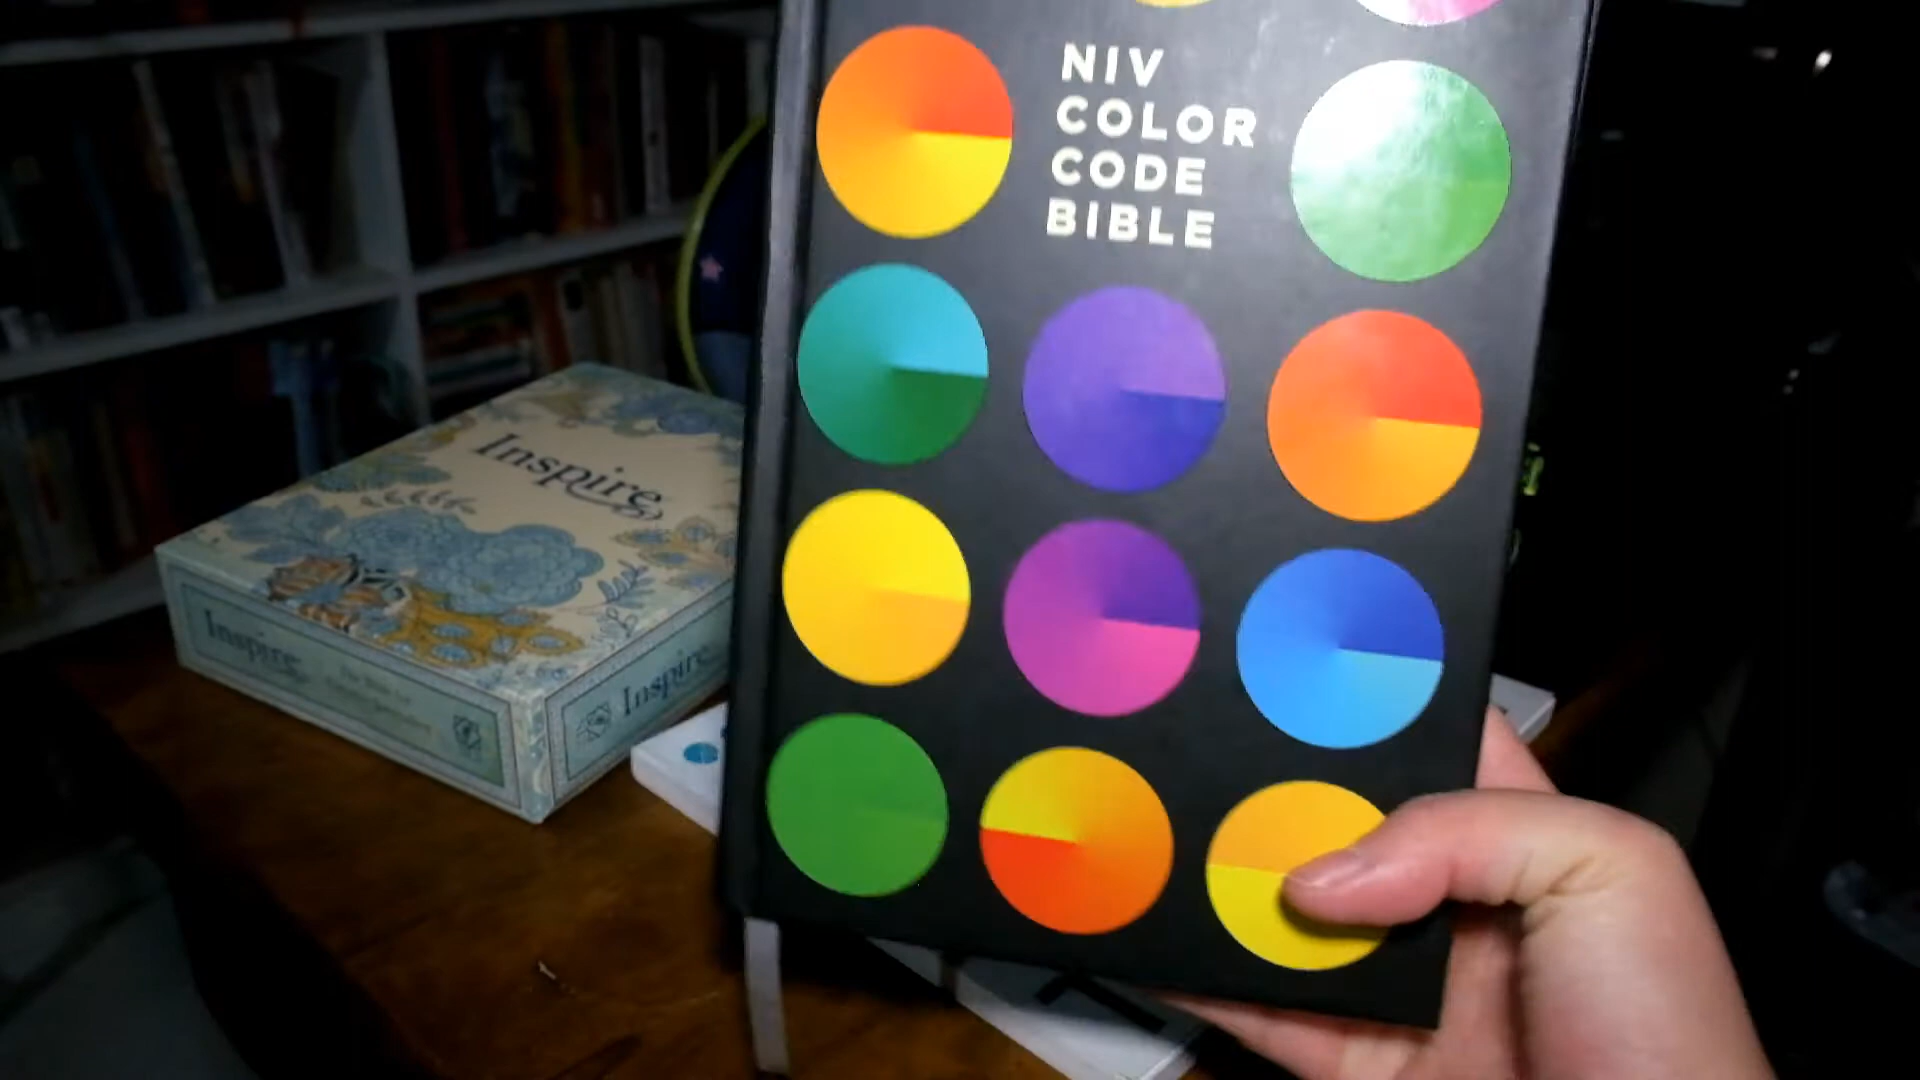 NIV
COLOR
CODE
BIBLE
Inspire
Inspire
Inspire